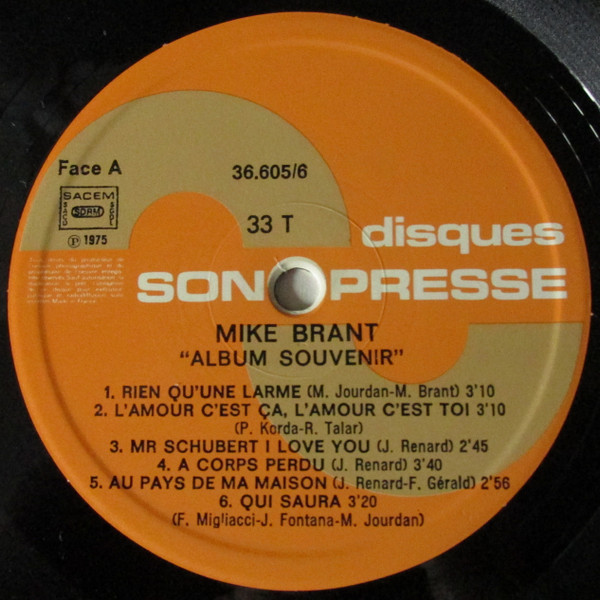 Face A
36.605/6
SACEM
SDRM
Ⓟ 1975
33 T
disques
SONOPRESSE
MIKE BRANT
“ALBUM SOUVENIR”
1. RIEN QU'UNE LARME (M. Jourdan-M. Brant) 3'10
2. L'AMOUR C'EST ÇA, L'AMOUR C'EST TOI 3'10
(P. Korda-R. Talar)
3. MR SCHUBERT I LOVE YOU (J. Renard) 2'45
4. A CORPS PERDU (J. Renard) 3'40
5. AU PAYS DE MA MAISON (J. Renard-F. Gérald) 2'56
6. QUI SAURA 3'20
(F. Migliacci-J. Fontana-M. Jourdan)